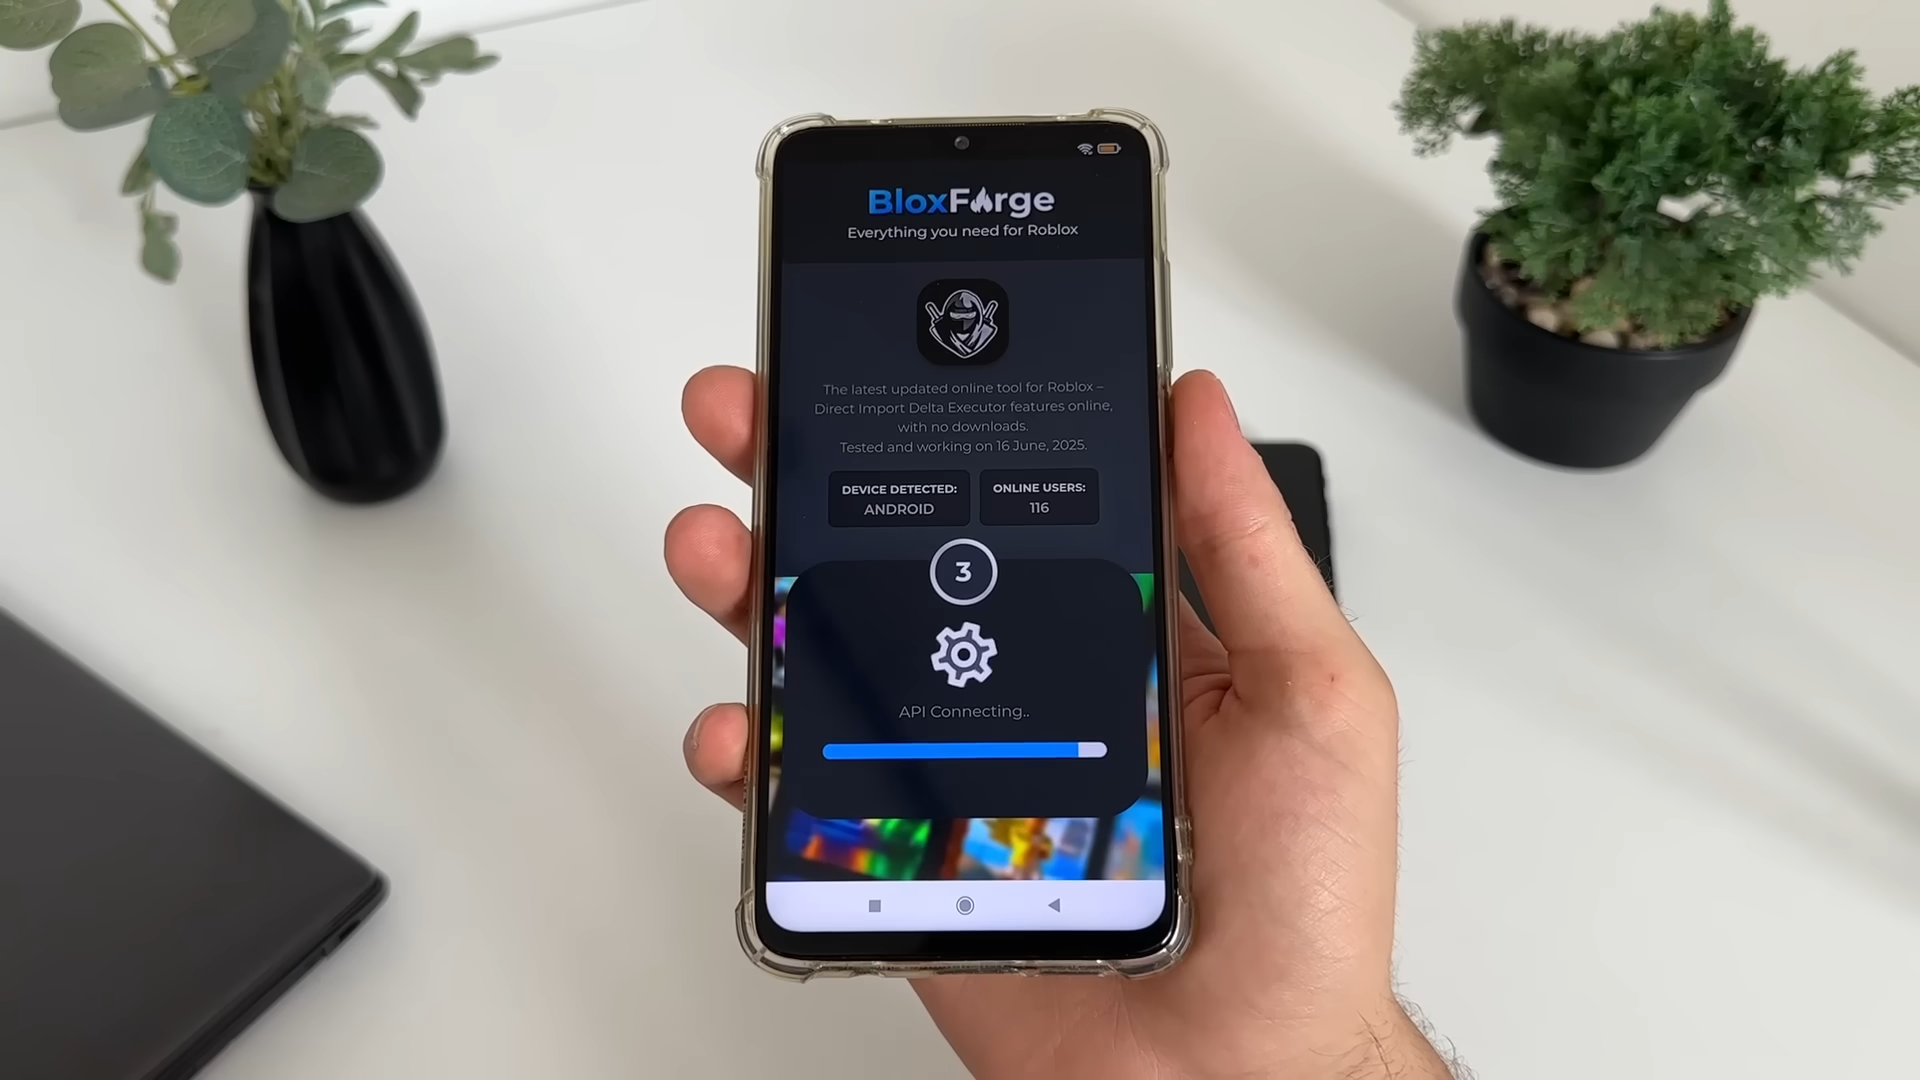 BloxForge
Everything you need for Roblox
The latest updated online tool for Roblox –
Direct Import Delta Executor features online,
with no downloads.
Tested and working on 16 June, 2025.
DEVICE DETECTED:
ANDROID
ONLINE USERS:
116
3
API Connecting..